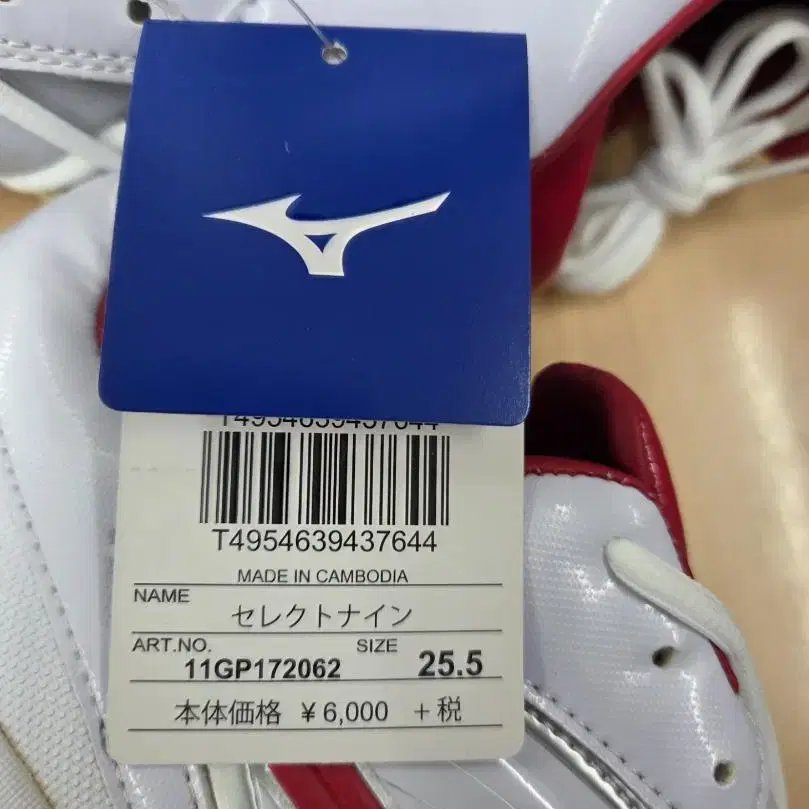 T4954639437644
T4954639437644
MADE IN CAMBODIA
NAME
セレクトナイン
ART.NO. SIZE
11GP172062 25.5
本体価格 ¥6,000 +税